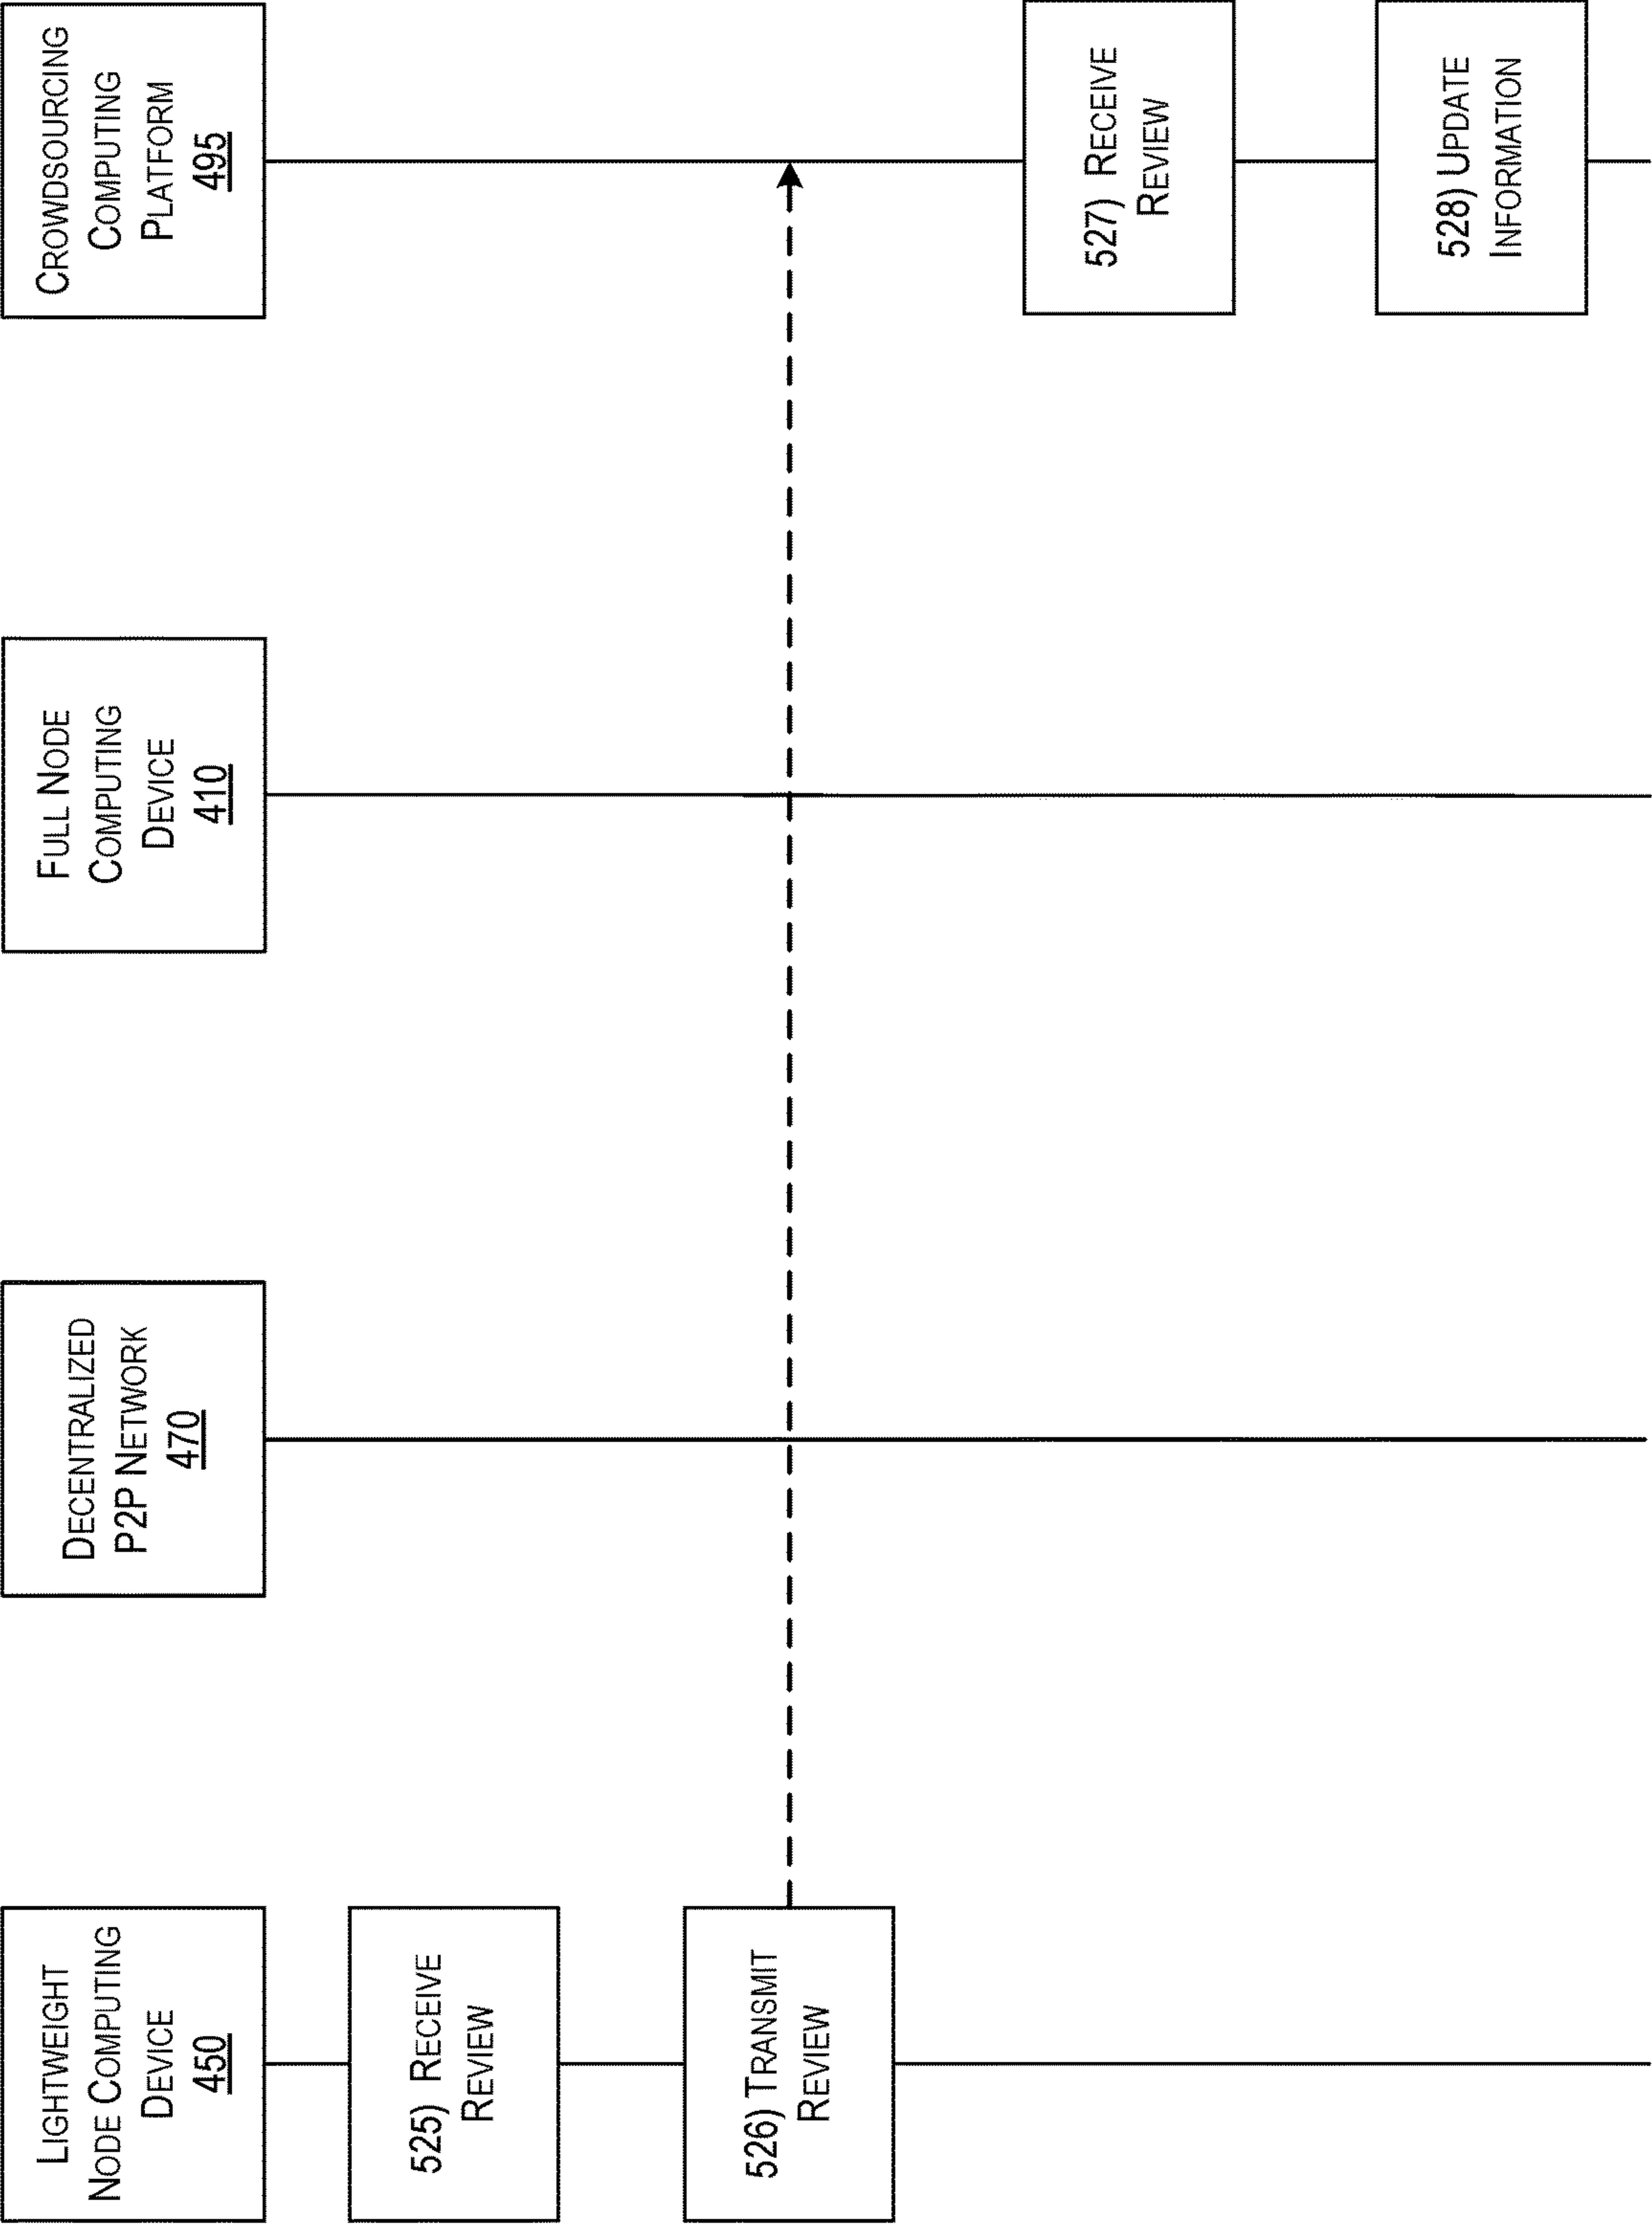 LIGHTWEIGHT
NODE COMPUTING
DEVICE
450
DECENTRALIZED
P2P NETWORK
470
FULL NODE
COMPUTING
DEVICE
410
CROWDSOURCING
COMPUTING
PLATFORM
495
525) RECEIVE
REVIEW
526) TRANSMIT
REVIEW
527) RECEIVE
REVIEW
528) UPDATE
INFORMATION